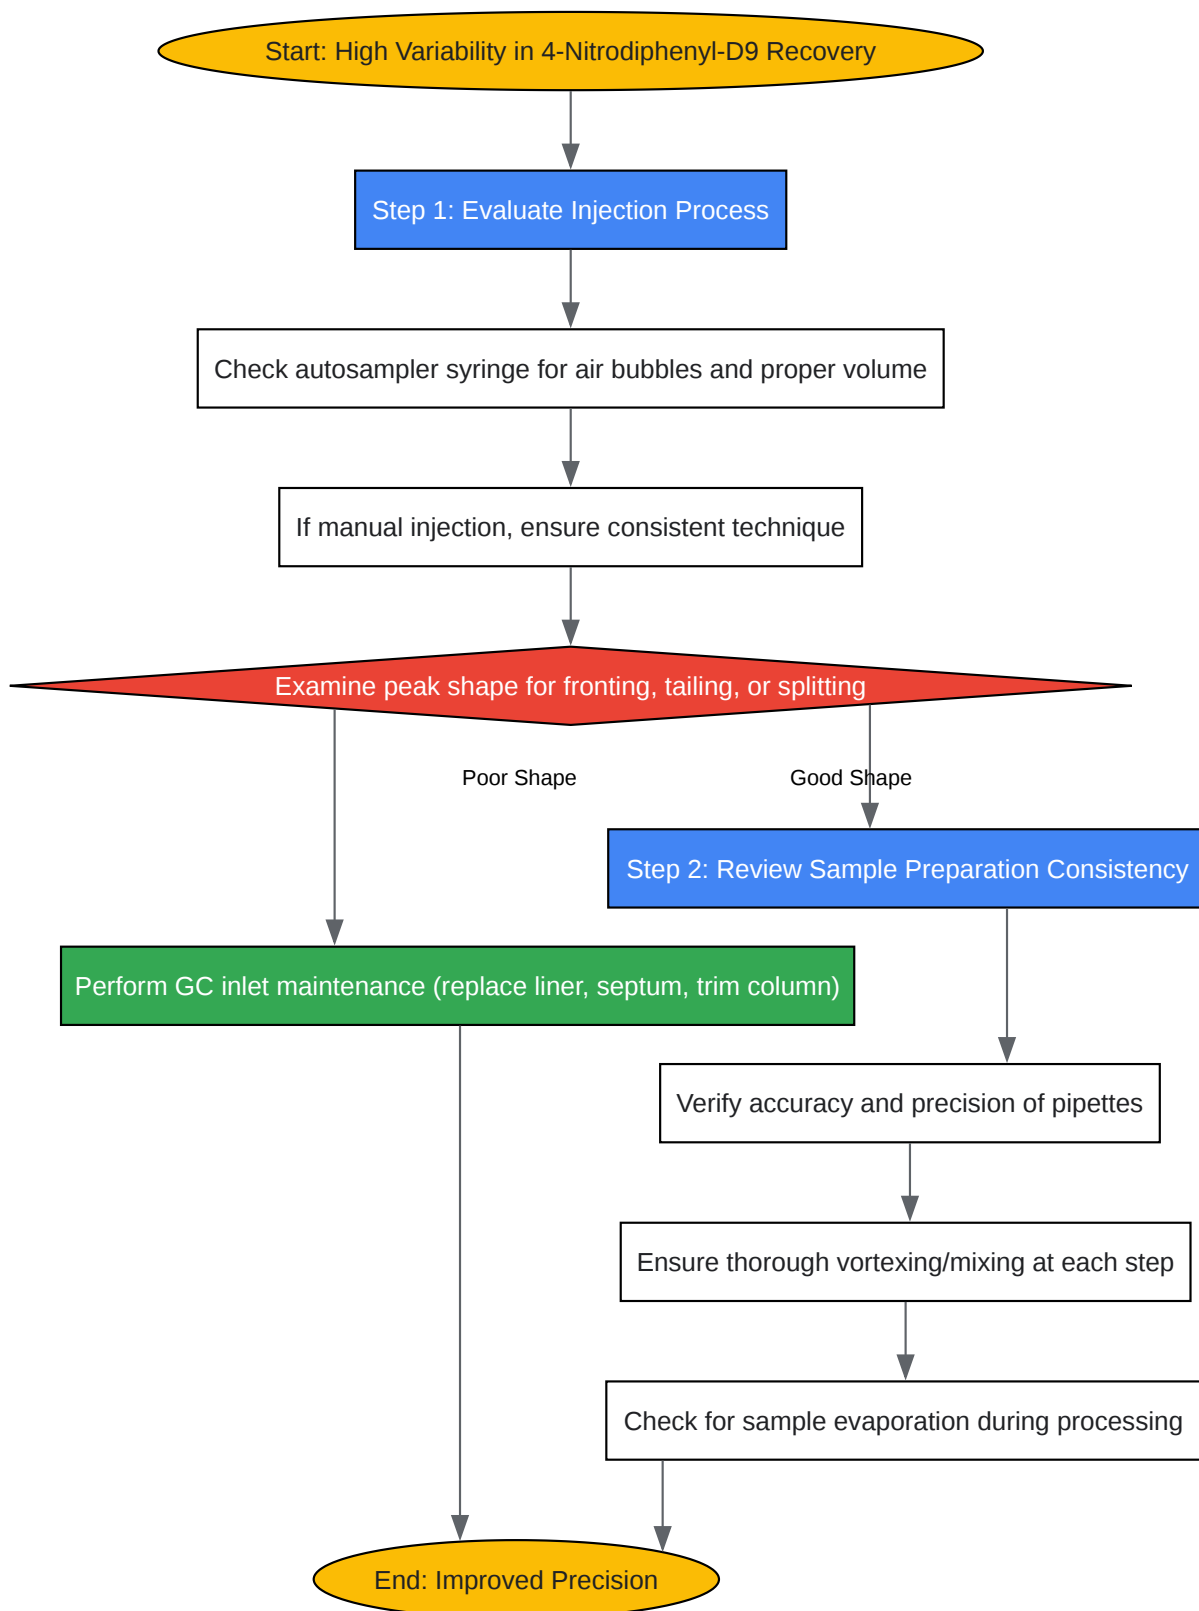 Start: High Variability in 4-Nitrodiphenyl-D9 Recovery
Step 1: Evaluate Injection Process
Check autosampler syringe for air bubbles and proper volume
If manual injection, ensure consistent technique
Examine peak shape for fronting, tailing, or splitting
Poor Shape
Good Shape
Step 2: Review Sample Preparation Consistency
Perform GC inlet maintenance (replace liner, septum, trim column)
Verify accuracy and precision of pipettes
Ensure thorough vortexing/mixing at each step
Check for sample evaporation during processing
End: Improved Precision